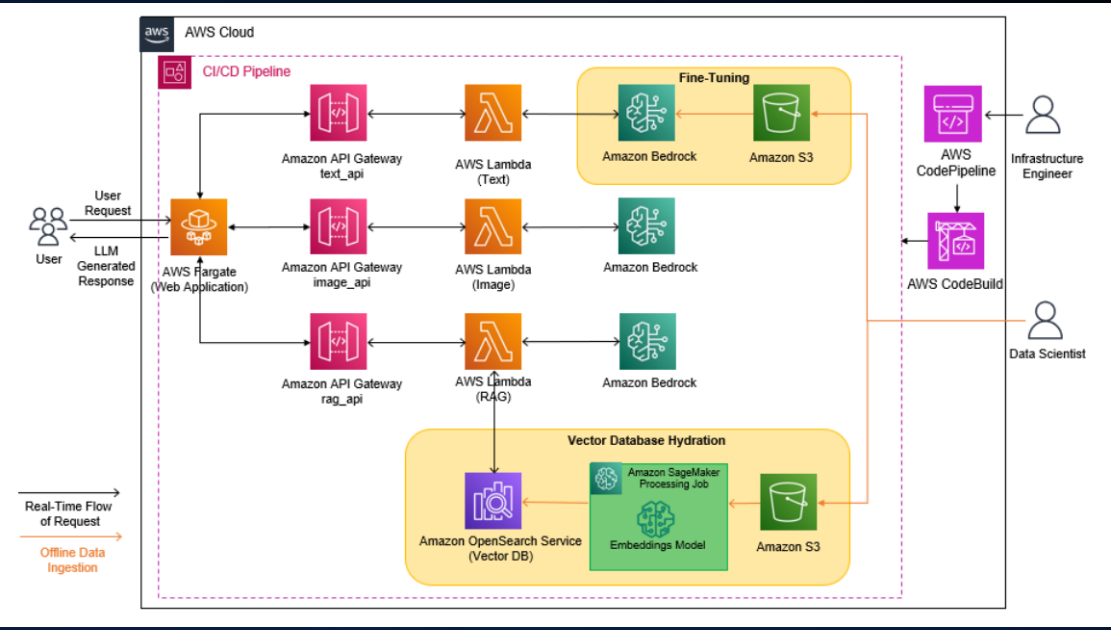 aws
AWS Cloud
CI/CD Pipeline
Fine-Tuning
Amazon API Gateway
text_api
AWS Lambda
(Text)
Amazon Bedrock
Amazon S3
AWS
CodePipeline
Infrastructure
Engineer
User
Request
User
LLM
Generated
Response
AWS Fargate
(Web Application)
Amazon API Gateway
image_api
AWS Lambda
(Image)
Amazon Bedrock
AWS CodeBuild
Data Scientist
Amazon API Gateway
rag_api
AWS Lambda
(RAG)
Amazon Bedrock
Vector Database Hydration
Amazon SageMaker
Processing Job
Embeddings Model
Amazon OpenSearch Service
(Vector DB)
Amazon S3
Real-Time Flow
of Request
Offline Data
Ingestion